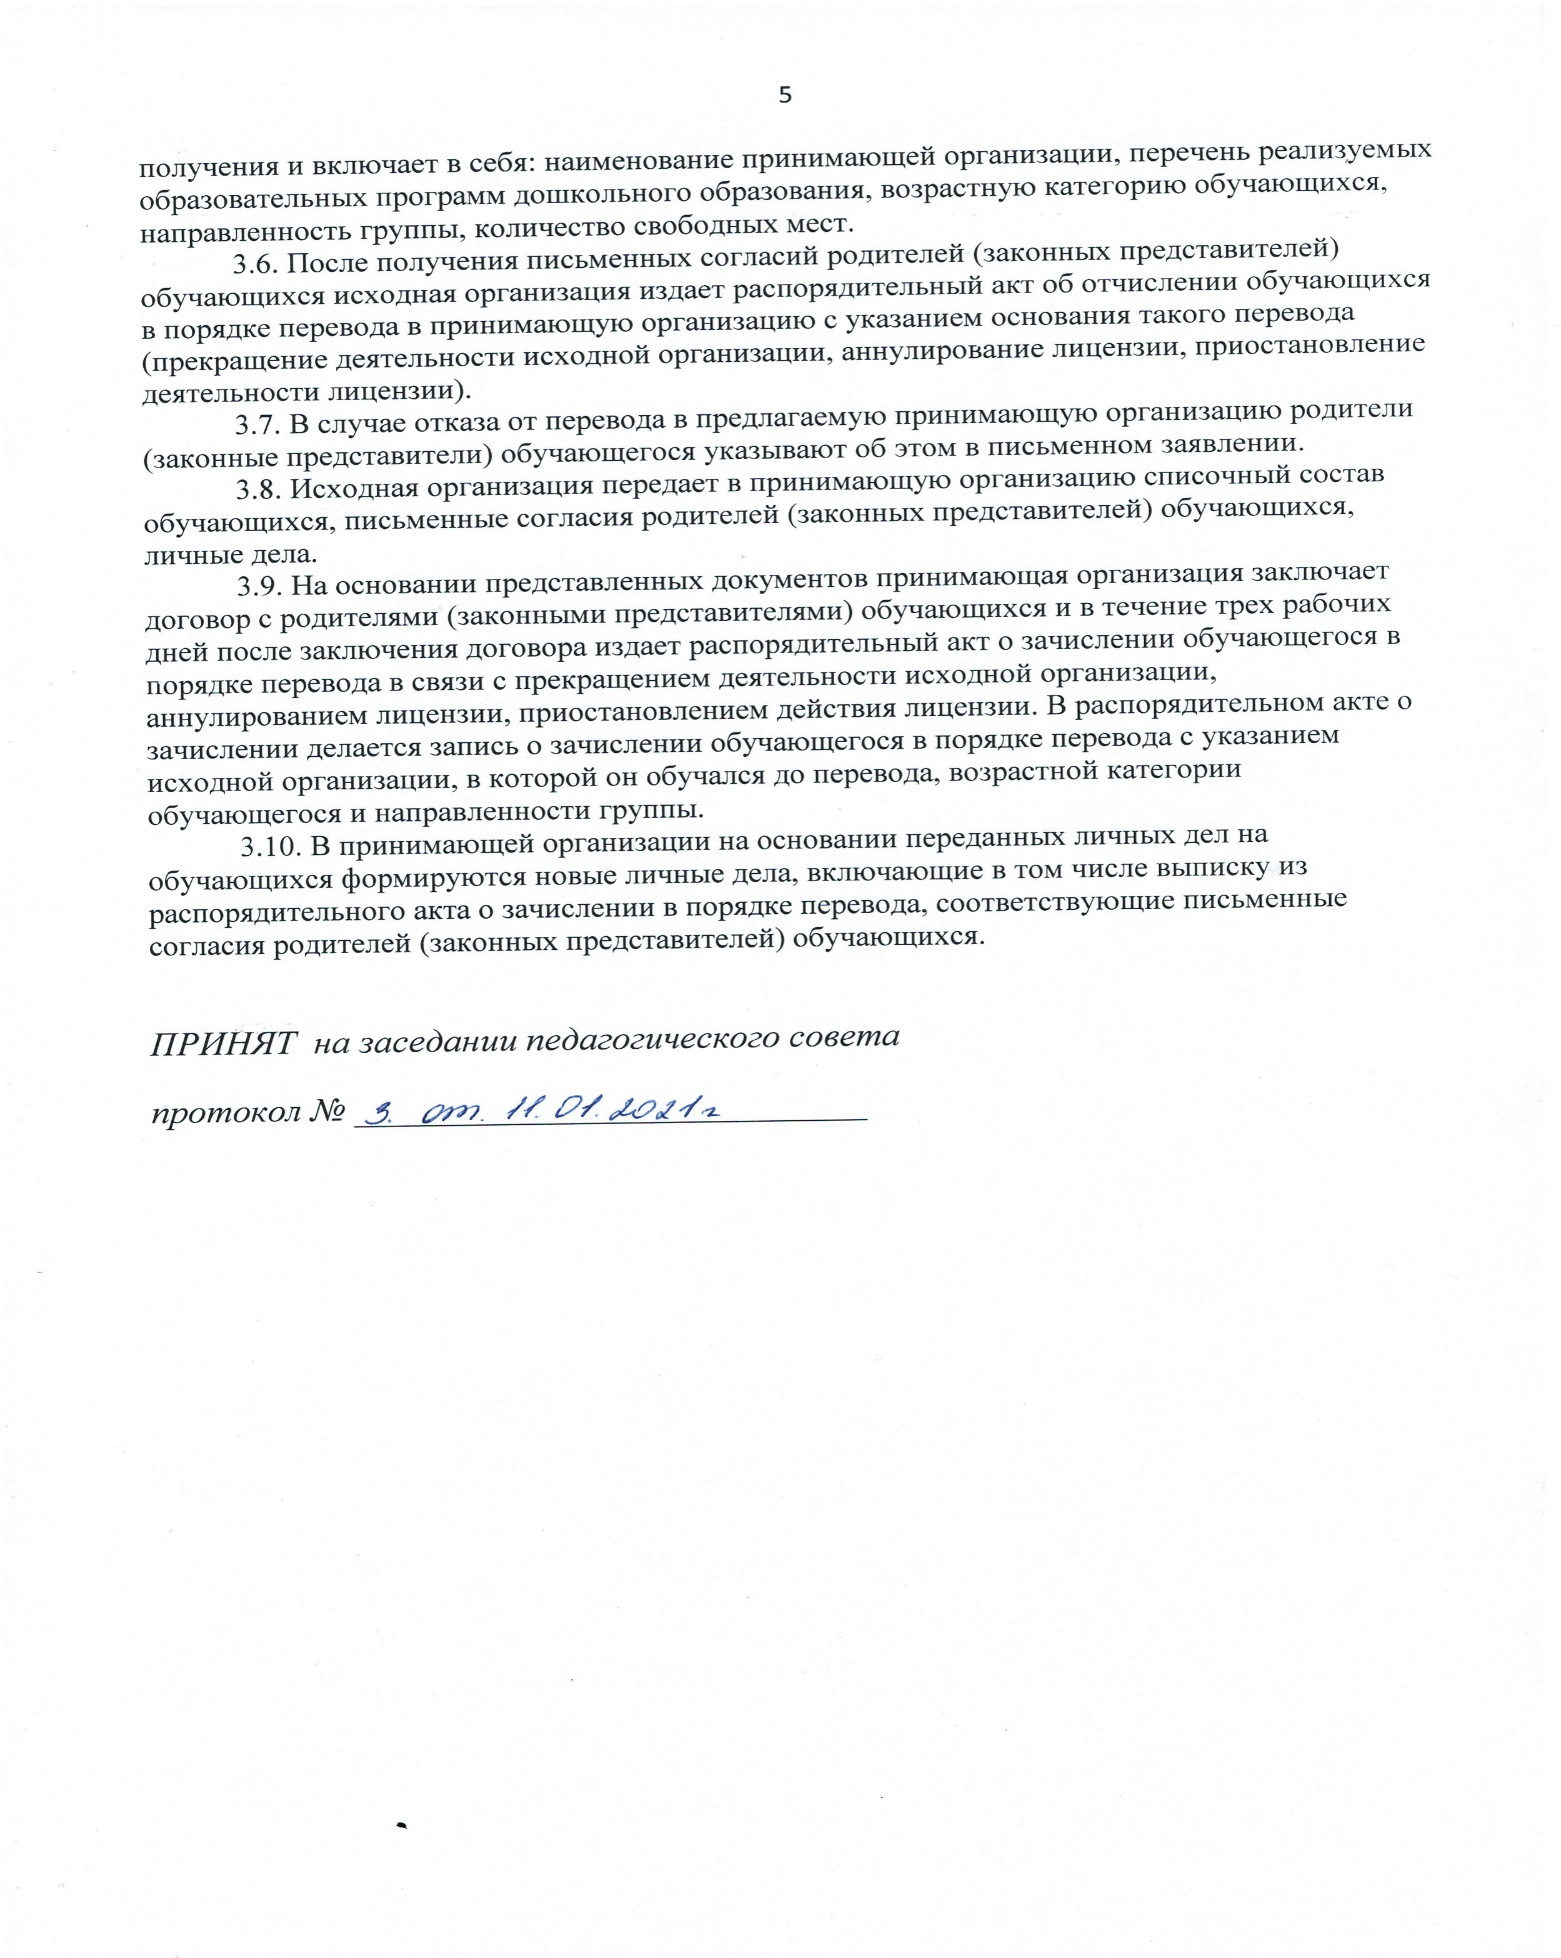 5
получения и включает в себя: наименование принимающей организации, перечень реализуемых
образовательных программ дошкольного образования, возрастную категорию обучающихся,
направленность группы, количество свободных мест.
3.6. После получения письменных согласий родителей (законных представителей)
обучающихся исходная организация издает распорядительный акт об отчислении обучающихся
в порядке перевода в принимающую организацию с указанием основания такого перевода
(прекращение деятельности исходной организации, аннулирование лицензии, приостановление
деятельности лицензии).
3.7. В случае отказа от перевода в предлагаемую принимающую организацию родители
(законные представители) обучающегося указывают об этом в письменном заявлении.
3.8. Исходная организация передает в принимающую организацию списочный состав
обучающихся, письменные согласия родителей (законных представителей) обучающихся,
личные дела.
3.9. На основании представленных документов принимающая организация заключает
договор с родителями (законными представителями) обучающихся и в течение трех рабочих
дней после заключения договора издает распорядительный акт о зачислении обучающегося в
порядке перевода в связи с прекращением деятельности исходной организации,
аннулированием лицензии, приостановлением действия лицензии. В распорядительном акте о
зачислении делается запись о зачислении обучающегося в порядке перевода с указанием
исходной организации, в которой он обучался до перевода, возрастной категории
обучающегося и направленности группы.
3.10. В принимающей организации на основании переданных личных дел на
обучающихся формируются новые личные дела, включающие в том числе выписку из
распорядительного акта о зачислении в порядке перевода, соответствующие письменные
согласия родителей (законных представителей) обучающихся.
ПРИНЯТ на заседании педагогического совета
протокол № 3. от. 11.01.2021г